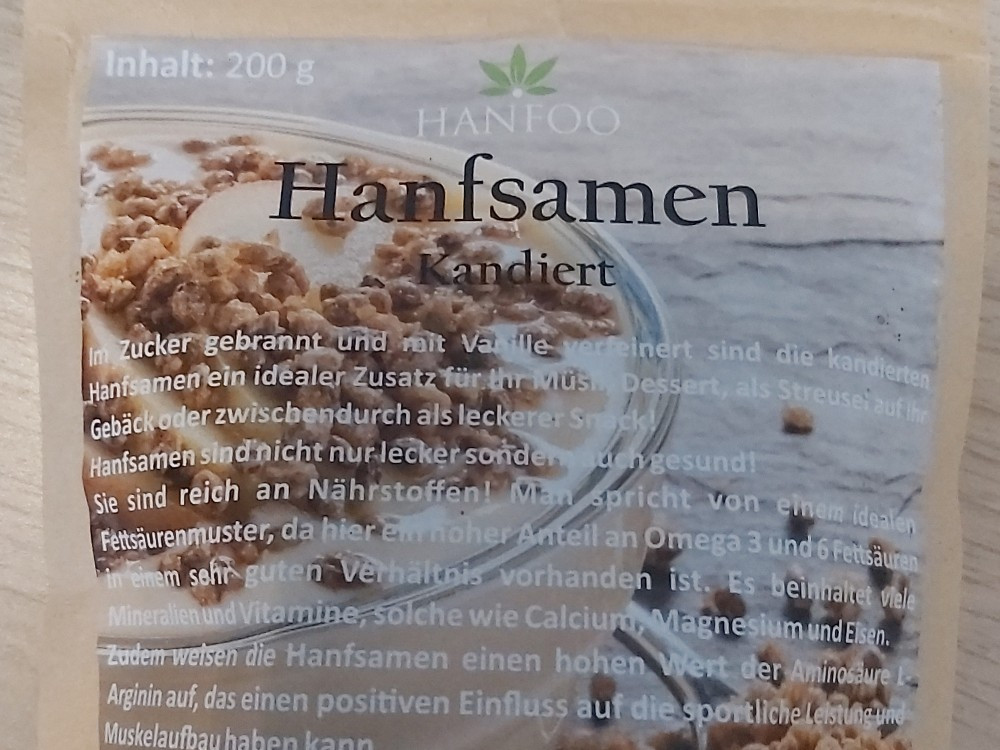 Inhalt: 200 g
HANFOO
Hanfsamen
Kandiert
Im Zucker gebrannt und mit Vanille verfeinert sind die kandierten
Hanfsamen ein idealer Zusatz für Ihr Müsli, Dessert, als Streusel auf Ihr
Gebäck oder zwischendurch als leckerer Snack!
Hanfsamen sind nicht nur lecker sondern auch gesund!
Sie sind reich an Nährstoffen! Man spricht von einem idealen
Fettsäurenmuster, da hier ein hoher Anteil an Omega 3 und 6 Fettsäuren
in einem sehr guten Verhältnis vorhanden ist. Es beinhaltet viele
Mineralien und Vitamine, solche wie Calcium, Magnesium und Eisen.
Zudem weisen die Hanfsamen einen hohen Wert der Aminosäure L-
Arginin auf, das einen positiven Einfluss auf die sportliche Leistung und
Muskelaufbau haben kann.